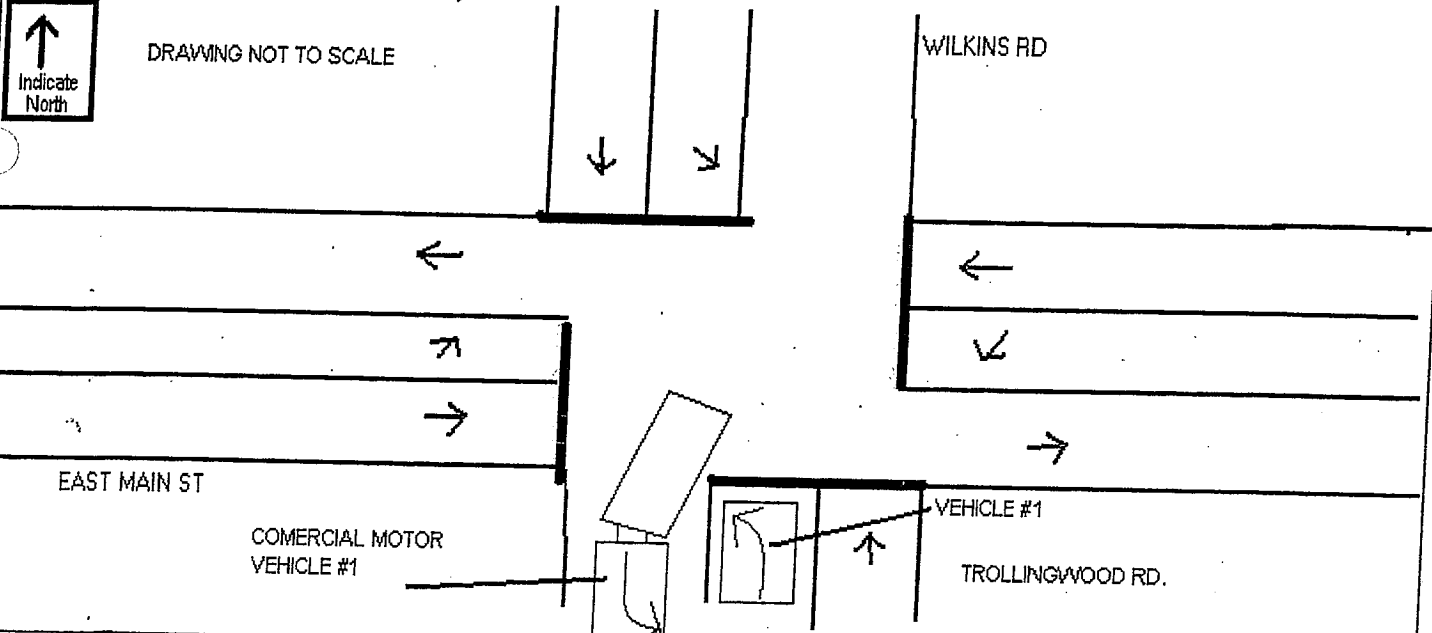 Indicate
North
DRAWING NOT TO SCALE
WILKINS RD
EAST MAIN ST
COMERCIAL MOTOR
VEHICLE #1
VEHICLE #1
TROLLINGWOOD RD.